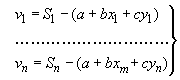 v₁ = S₁ − (a + bx₁ + cy₁)
..........................................
vₙ = Sₙ − (a + bxₘ + cyₙ)